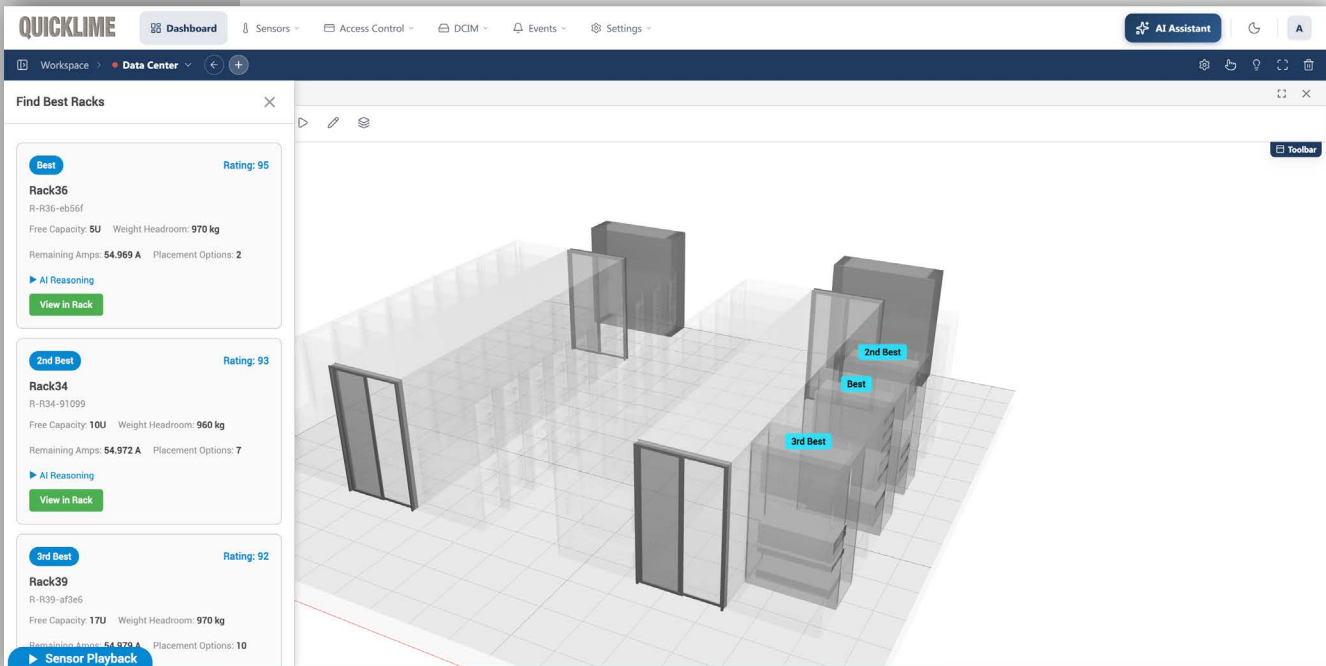 QUICKLIME Dashboard Sensors Access Control DCIM Events Settings AI Assistant A
Workspace > Data Center
Find Best Racks
Toolbar
Best Rating: 95
Rack36
R-R36-eb56f
Free Capacity: 5U Weight Headroom: 970 kg
Remaining Amps: 54.969 A Placement Options: 2
AI Reasoning
View in Rack
2nd Best Rating: 93
Rack34
R-R34-91099
Free Capacity: 10U Weight Headroom: 960 kg
Remaining Amps: 54.972 A Placement Options: 7
AI Reasoning
View in Rack
3rd Best Rating: 92
Rack39
R-R39-af3e6
Free Capacity: 17U Weight Headroom: 970 kg
Remaining Amps: 54.979 A Placement Options: 10
Sensor Playback
2nd Best
Best
3rd Best